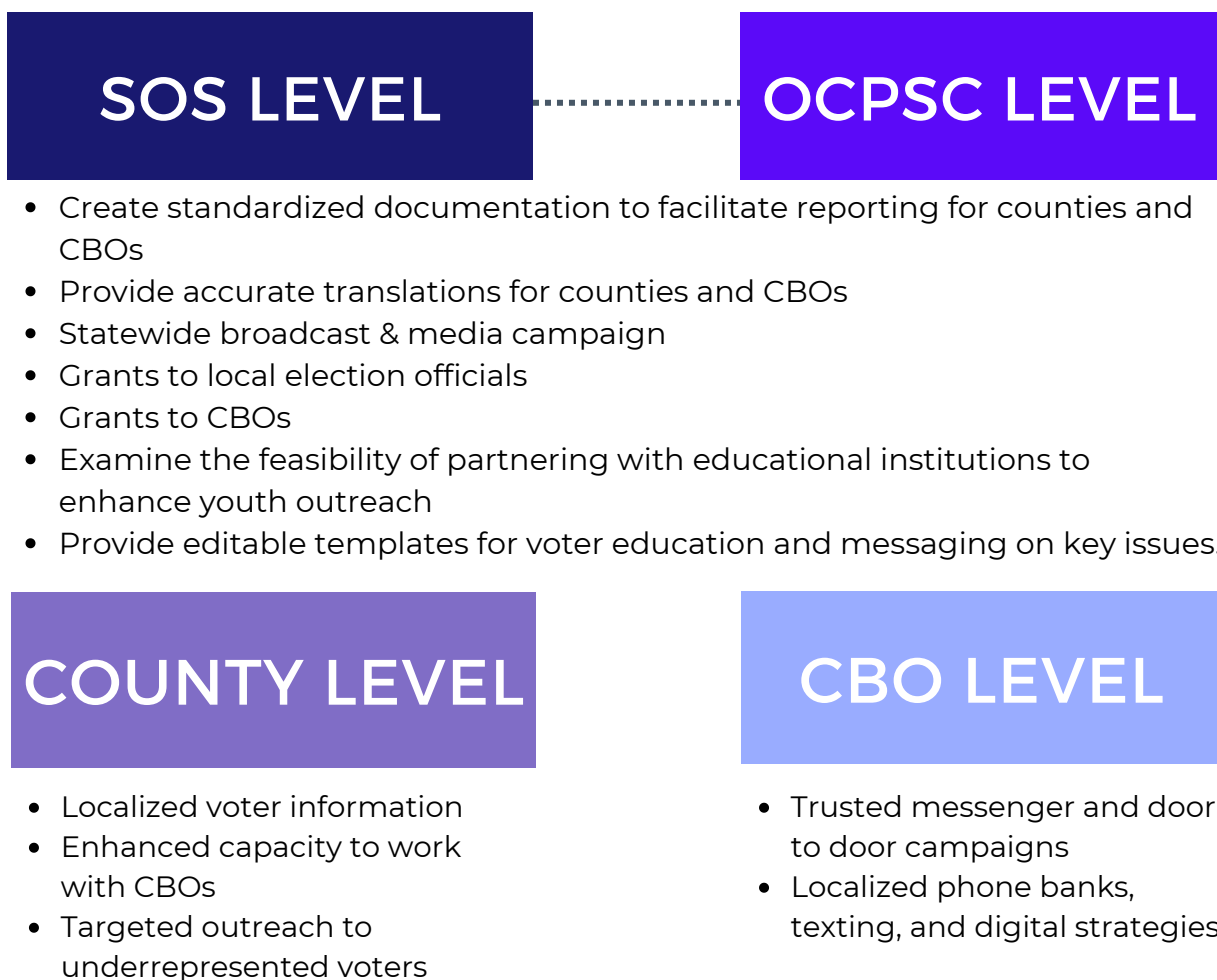 SOS LEVEL
OCPSC LEVEL
• Create standardized documentation to facilitate reporting for counties and
CBOs
• Provide accurate translations for counties and CBOs
• Statewide broadcast & media campaign
• Grants to local election officials
• Grants to CBOs
• Examine the feasibility of partnering with educational institutions to
enhance youth outreach
• Provide editable templates for voter education and messaging on key issues.
COUNTY LEVEL
• Localized voter information
• Enhanced capacity to work
with CBOs
• Targeted outreach to
underrepresented voters
CBO LEVEL
• Trusted messenger and door
to door campaigns
• Localized phone banks,
texting, and digital strategies